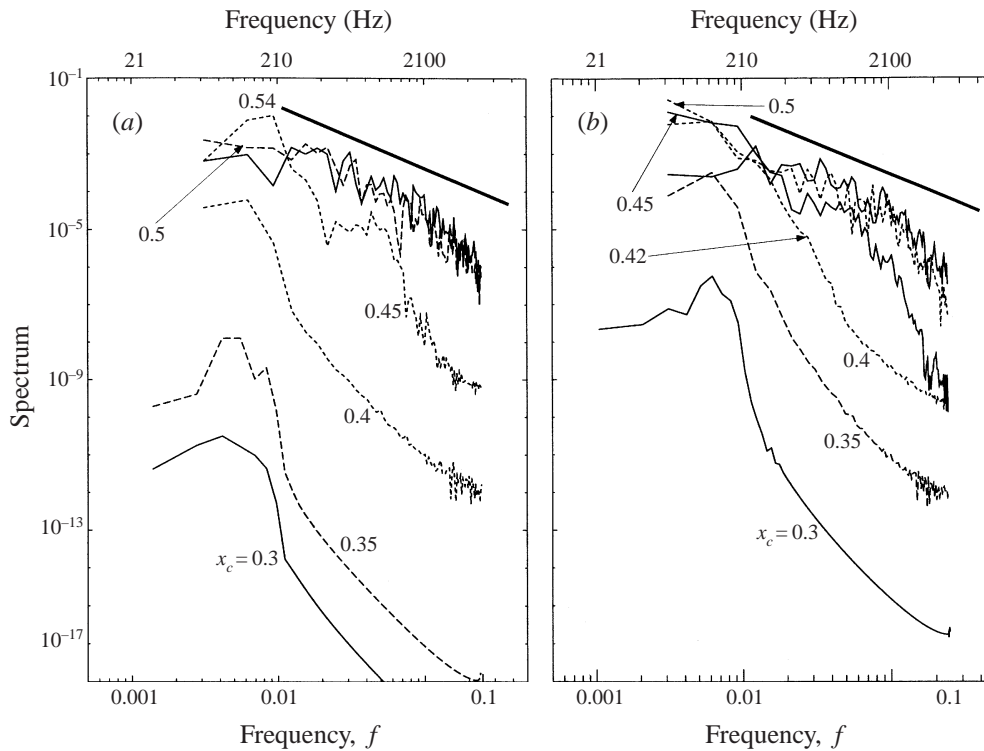 Frequency (Hz) Frequency (Hz)
21 210 2100 21 210 2100
10⁻¹
(a) 0.54 (b) 0.5
0.45
0.5
10⁻⁵
0.42
0.45
Spectrum
10⁻⁹
0.4 0.4
0.35
10⁻¹³
0.35
x_c = 0.3 x_c = 0.3
10⁻¹⁷
0.001 0.01 0.1 0.001 0.01 0.1
Frequency, f Frequency, f